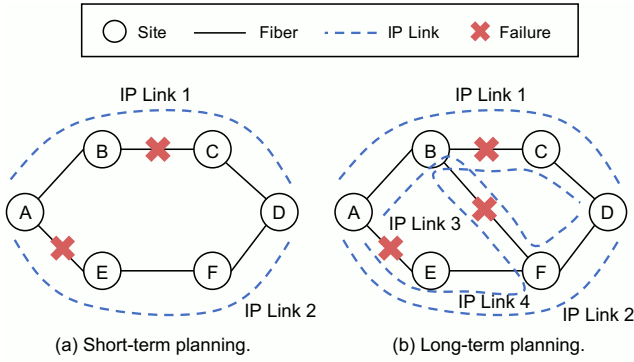 Site Fiber IP Link Failure
IP Link 1 IP Link 1
B C B C
A D A D
IP Link 3
E F E F
IP Link 4
IP Link 2 IP Link 2
(a) Short-term planning. (b) Long-term planning.